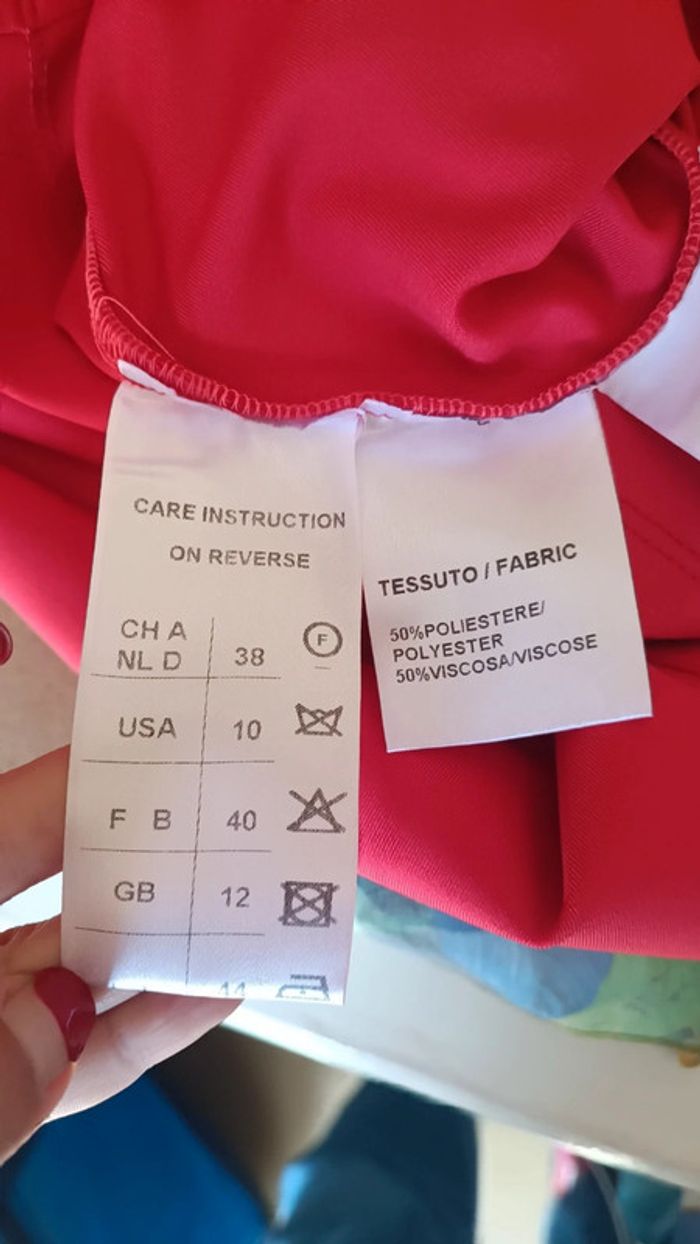 CARE INSTRUCTION
ON REVERSE
CH A
NL D 38
F
USA 10
F B 40
GB 12
44
TESSUTO / FABRIC
50%POLIESTERE/
POLYESTER
50%VISCOSA/VISCOSE